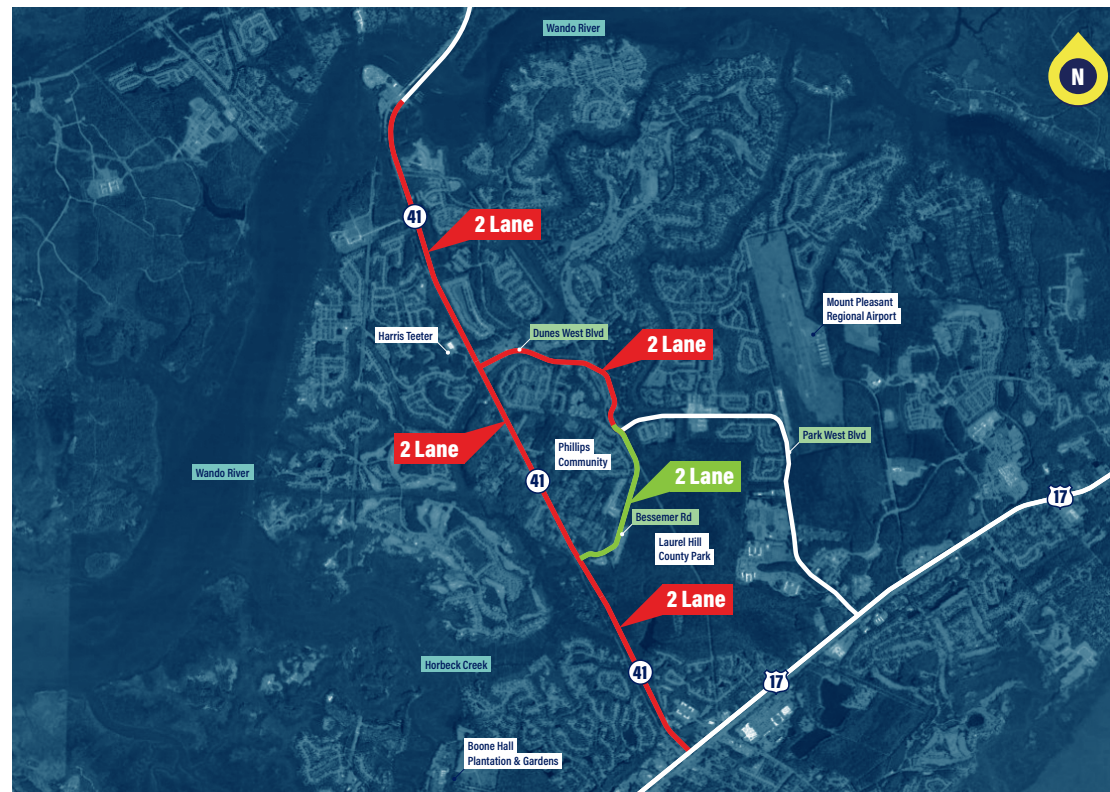 Wando River
N
41
2 Lane
Mount Pleasant
Regional Airport
Harris Teeter
Dunes West Blvd
2 Lane
2 Lane
Phillips
Community
Park West Blvd
Wando River
41
2 Lane
17
Bessemer Rd
Laurel Hill
County Park
2 Lane
Horbeck Creek
41
17
Boone Hall
Plantation & Gardens